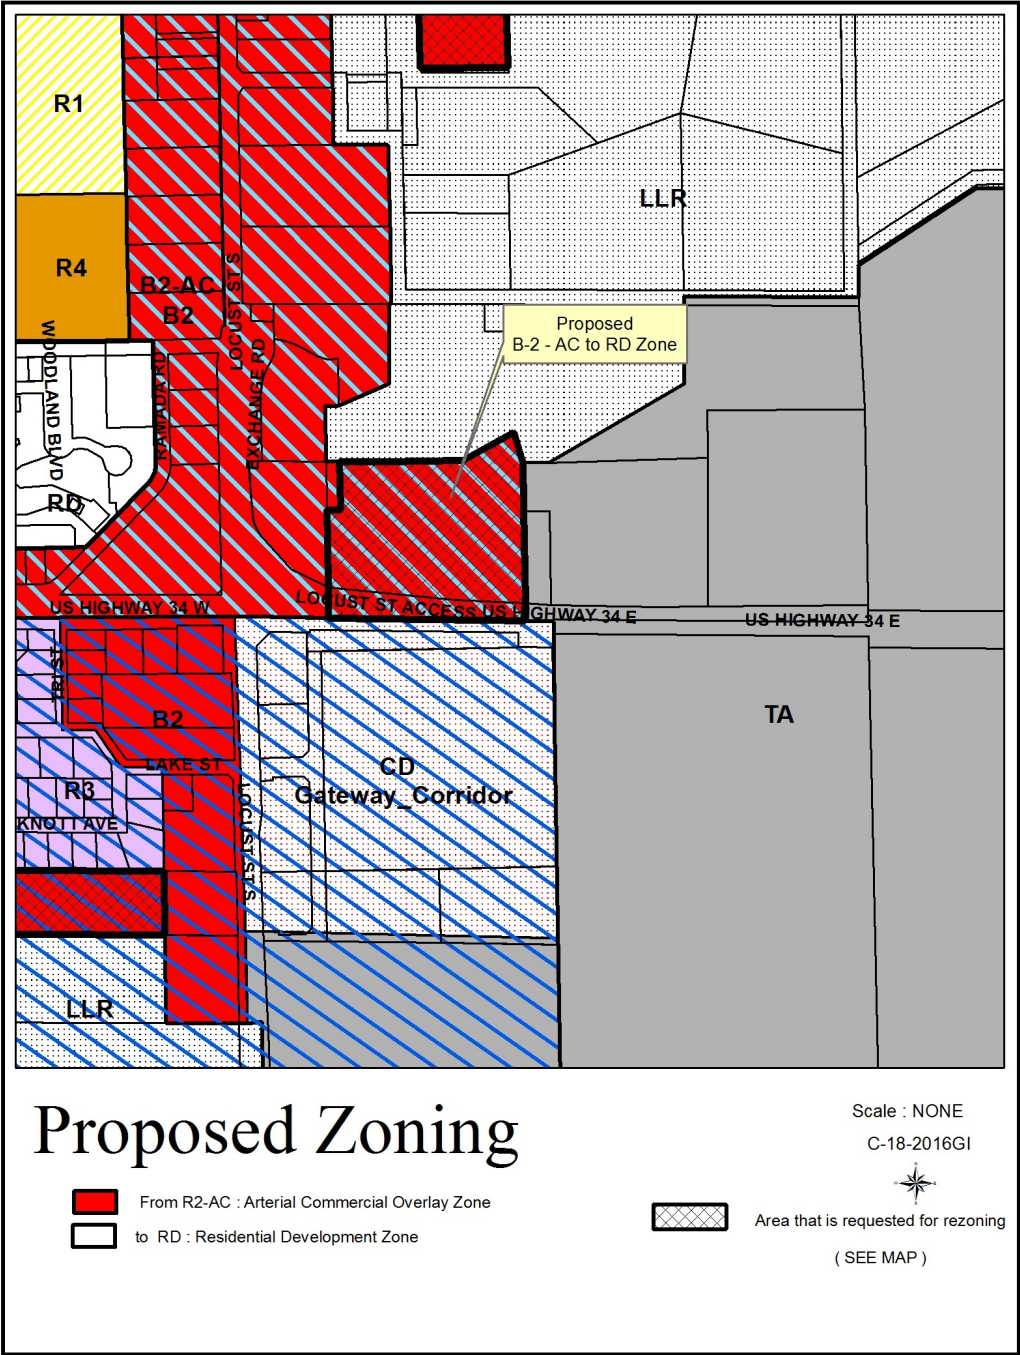 R1
LLR
R4
B2-AC
B2
LOCUST ST S
Proposed
B-2 - AC to RD Zone
WOODLAND BLVD
RAMADA RD
EXCHANGE RD
RD
US HIGHWAY 34 W
LOCUST ST ACCESS US HIGHWAY 34 E
US HIGHWAY 34 E
TRI ST
B2
TA
LAKE ST
CD
Gateway_Corridor
R3
KNOTT AVE
LOCUST ST S
LLR
Proposed Zoning
Scale : NONE
C-18-2016GI
From R2-AC : Arterial Commercial Overlay Zone
to RD : Residential Development Zone
Area that is requested for rezoning
( SEE MAP )